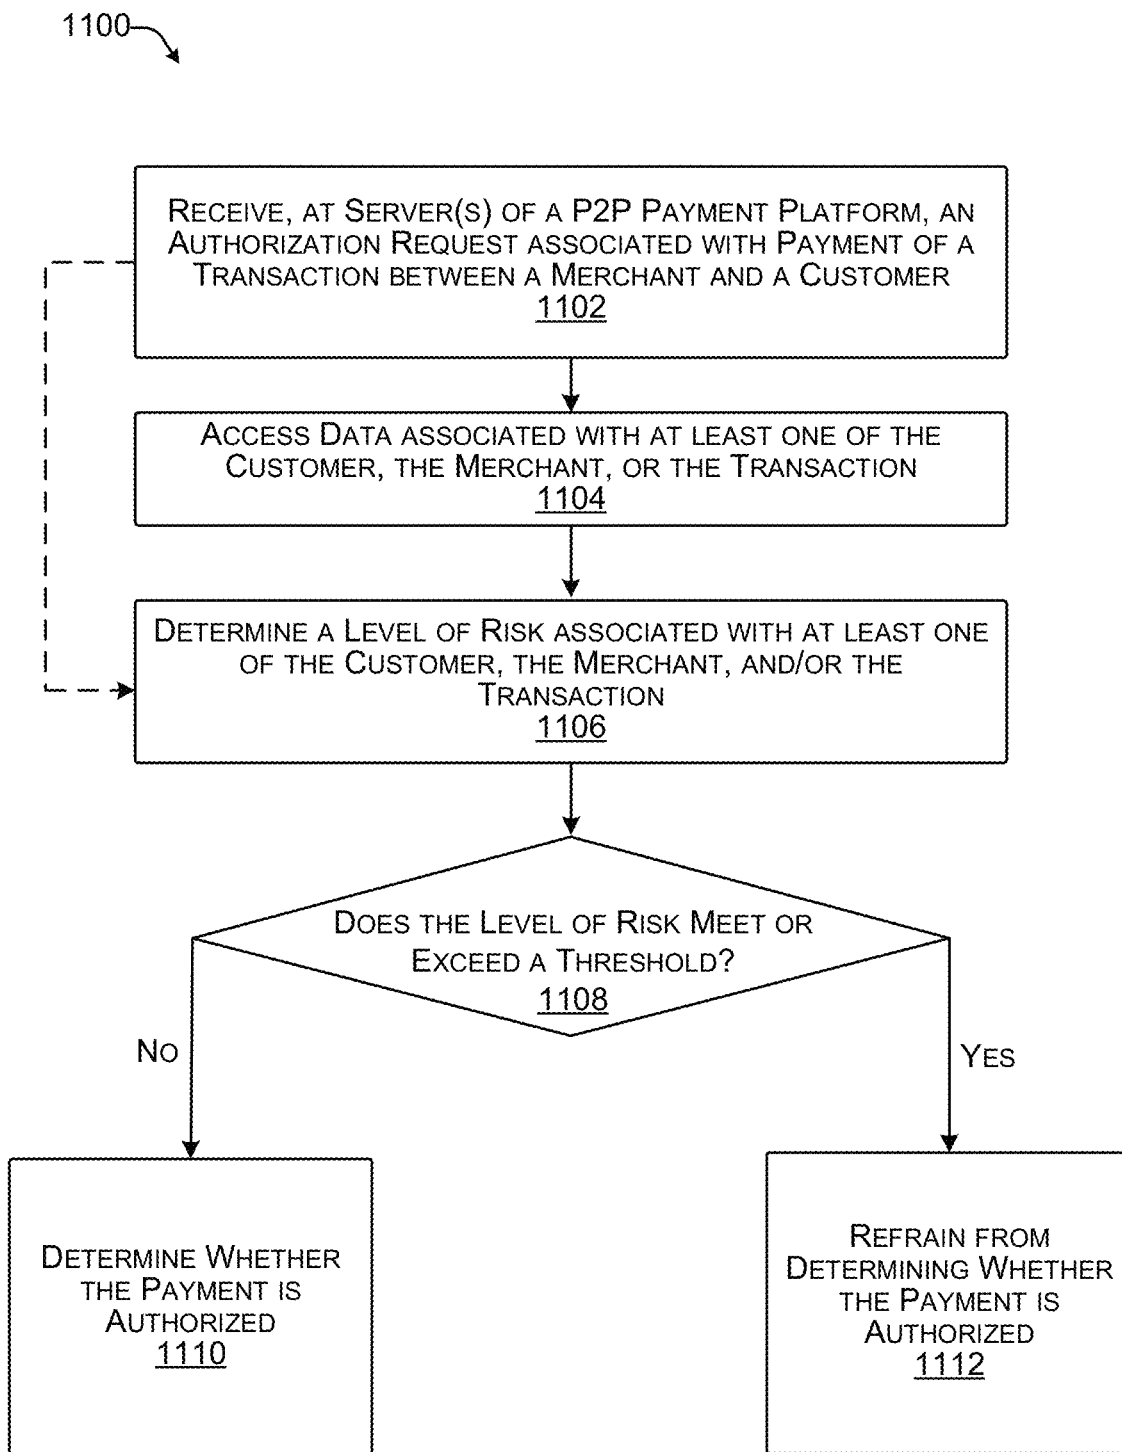 1100
RECEIVE, AT SERVER(S) OF A P2P PAYMENT PLATFORM, AN
AUTHORIZATION REQUEST ASSOCIATED WITH PAYMENT OF A
TRANSACTION BETWEEN A MERCHANT AND A CUSTOMER
1102
ACCESS DATA ASSOCIATED WITH AT LEAST ONE OF THE
CUSTOMER, THE MERCHANT, OR THE TRANSACTION
1104
DETERMINE A LEVEL OF RISK ASSOCIATED WITH AT LEAST ONE
OF THE CUSTOMER, THE MERCHANT, AND/OR THE
TRANSACTION
1106
DOES THE LEVEL OF RISK MEET OR
EXCEED A THRESHOLD?
1108
NO
YES
DETERMINE WHETHER
THE PAYMENT IS
AUTHORIZED
1110
REFRAIN FROM
DETERMINING WHETHER
THE PAYMENT IS
AUTHORIZED
1112